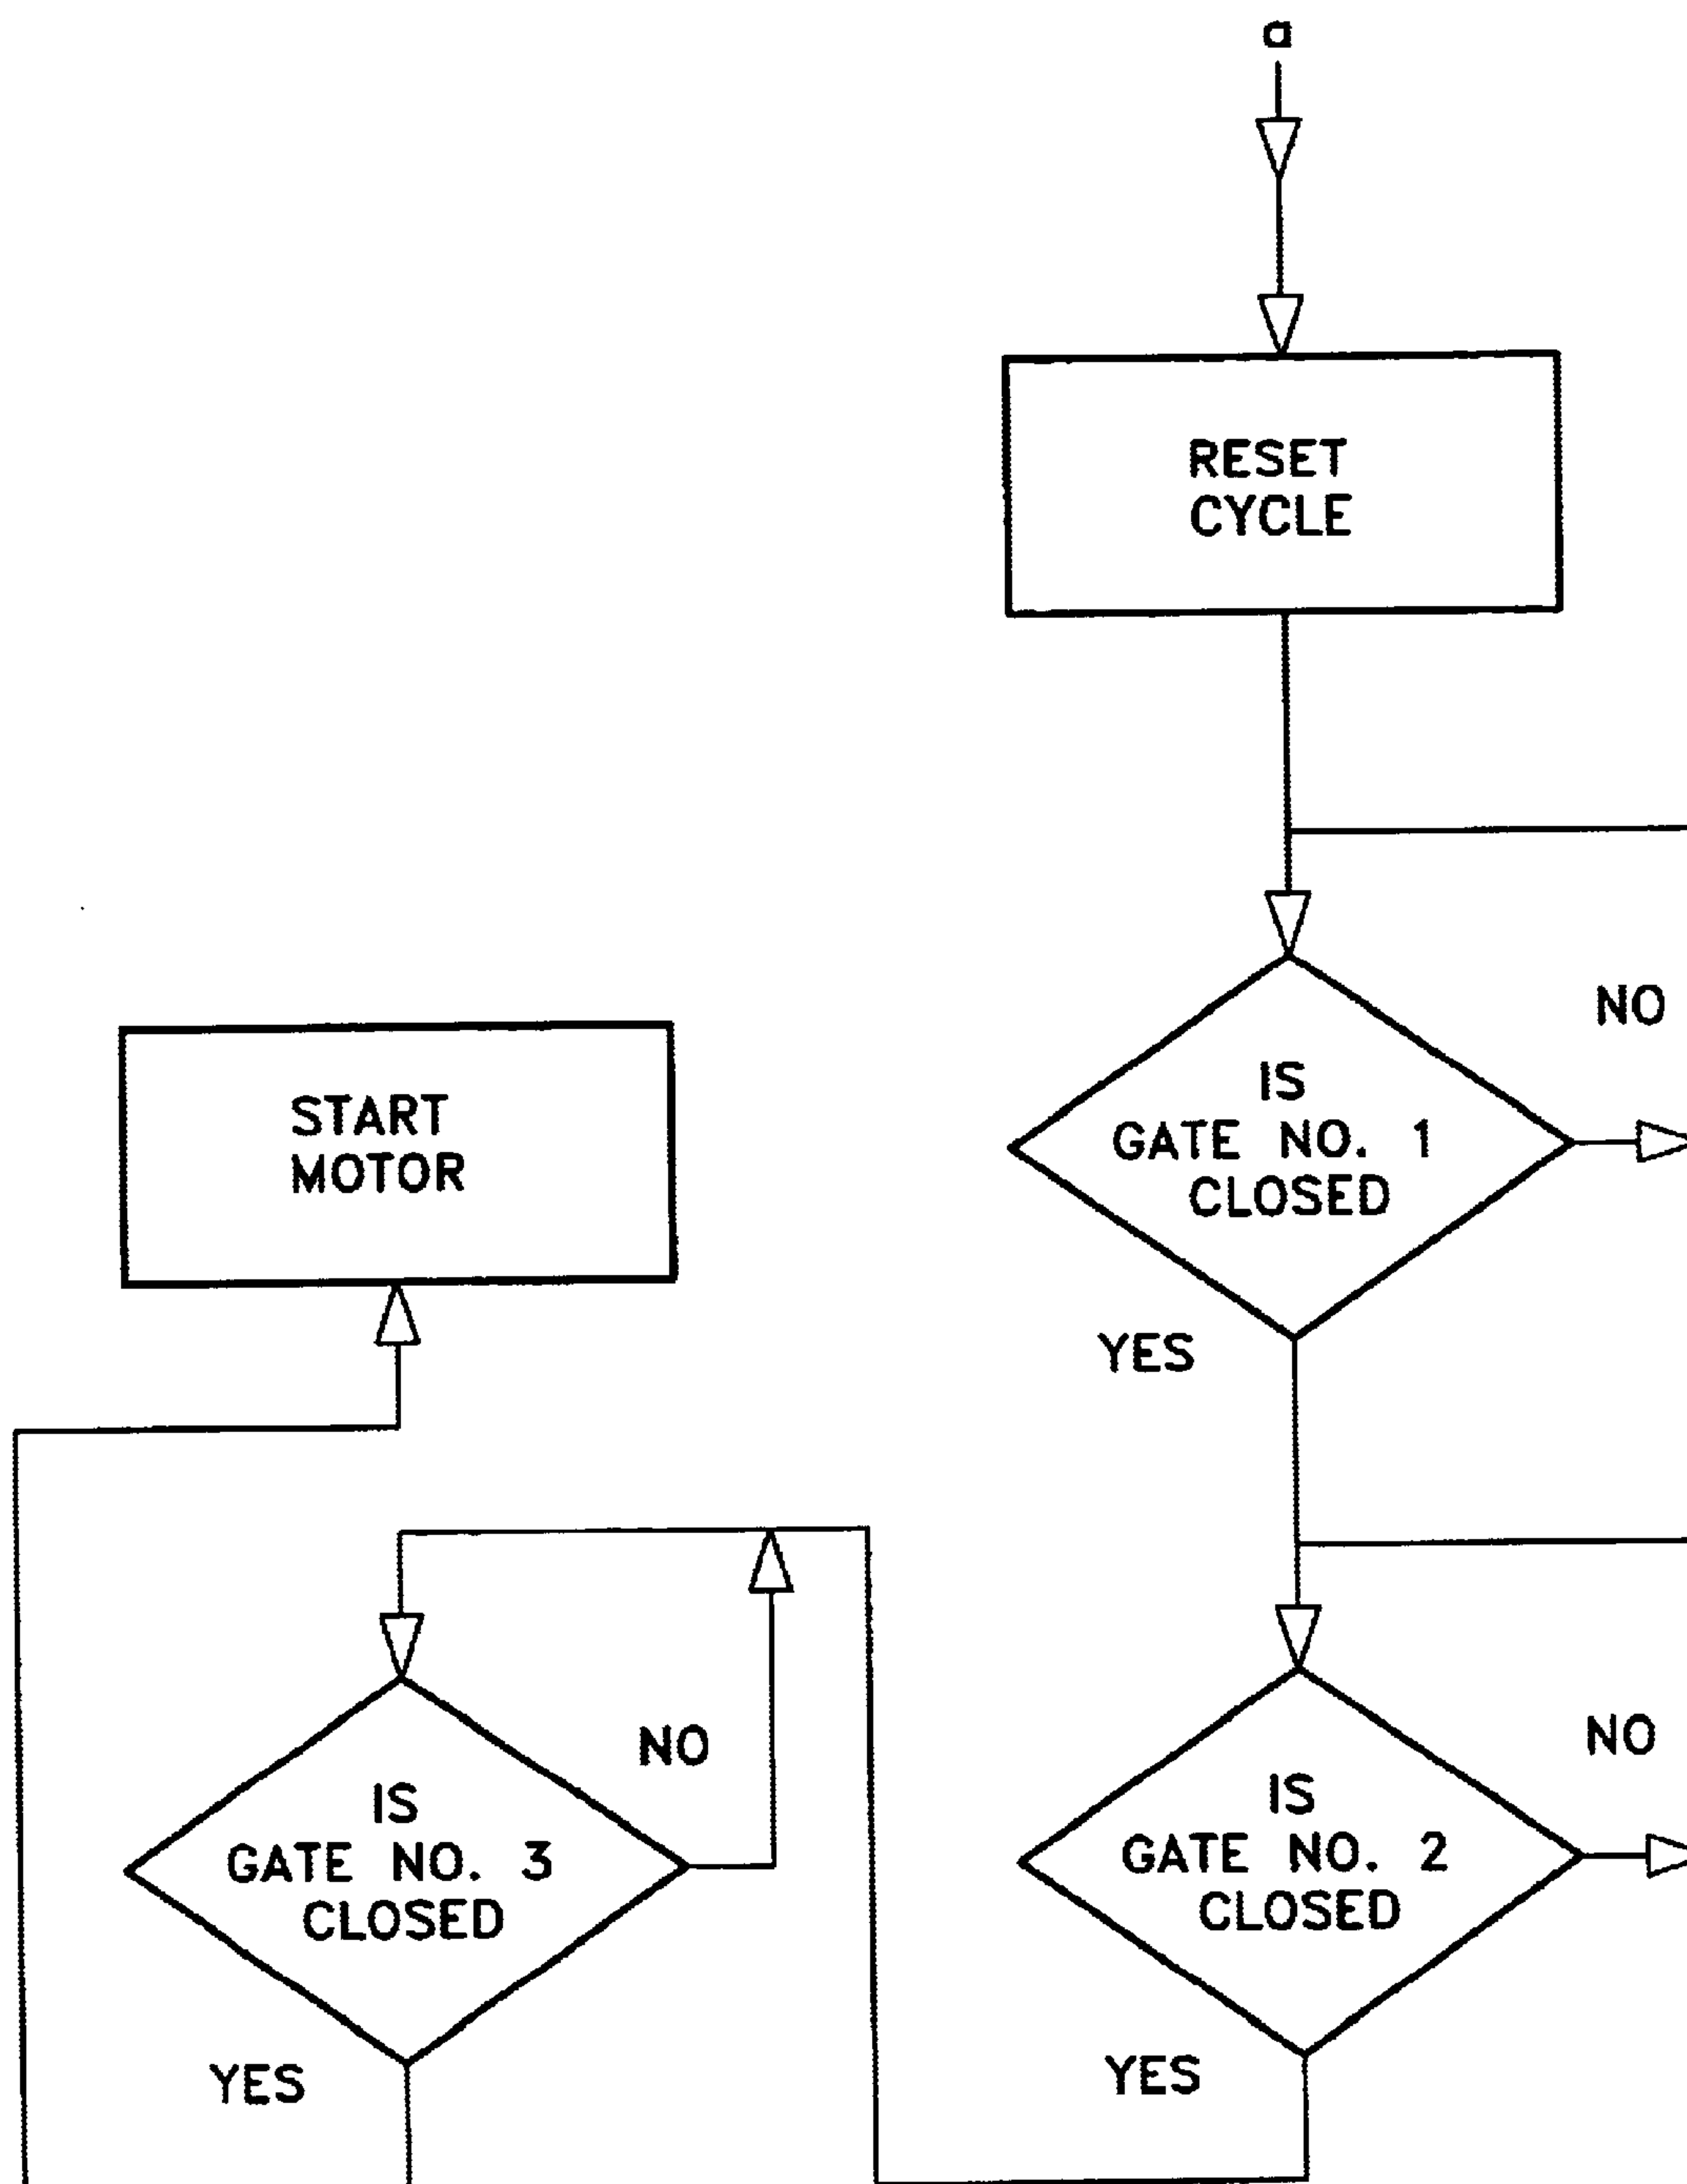 a
RESET
CYCLE
NO
IS
GATE NO. 1
CLOSED
YES
START
MOTOR
NO
IS
GATE NO. 2
CLOSED
YES
NO
IS
GATE NO. 3
CLOSED
YES